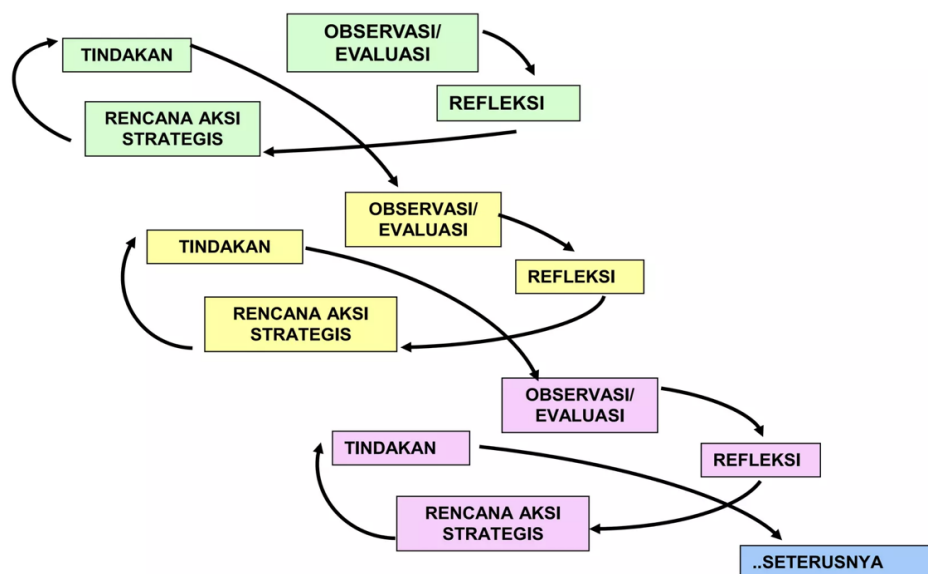 OBSERVASI/
EVALUASI
TINDAKAN
REFLEKSI
RENCANA AKSI
STRATEGIS
OBSERVASI/
EVALUASI
TINDAKAN
REFLEKSI
RENCANA AKSI
STRATEGIS
OBSERVASI/
EVALUASI
TINDAKAN
REFLEKSI
RENCANA AKSI
STRATEGIS
..SETERUSNYA